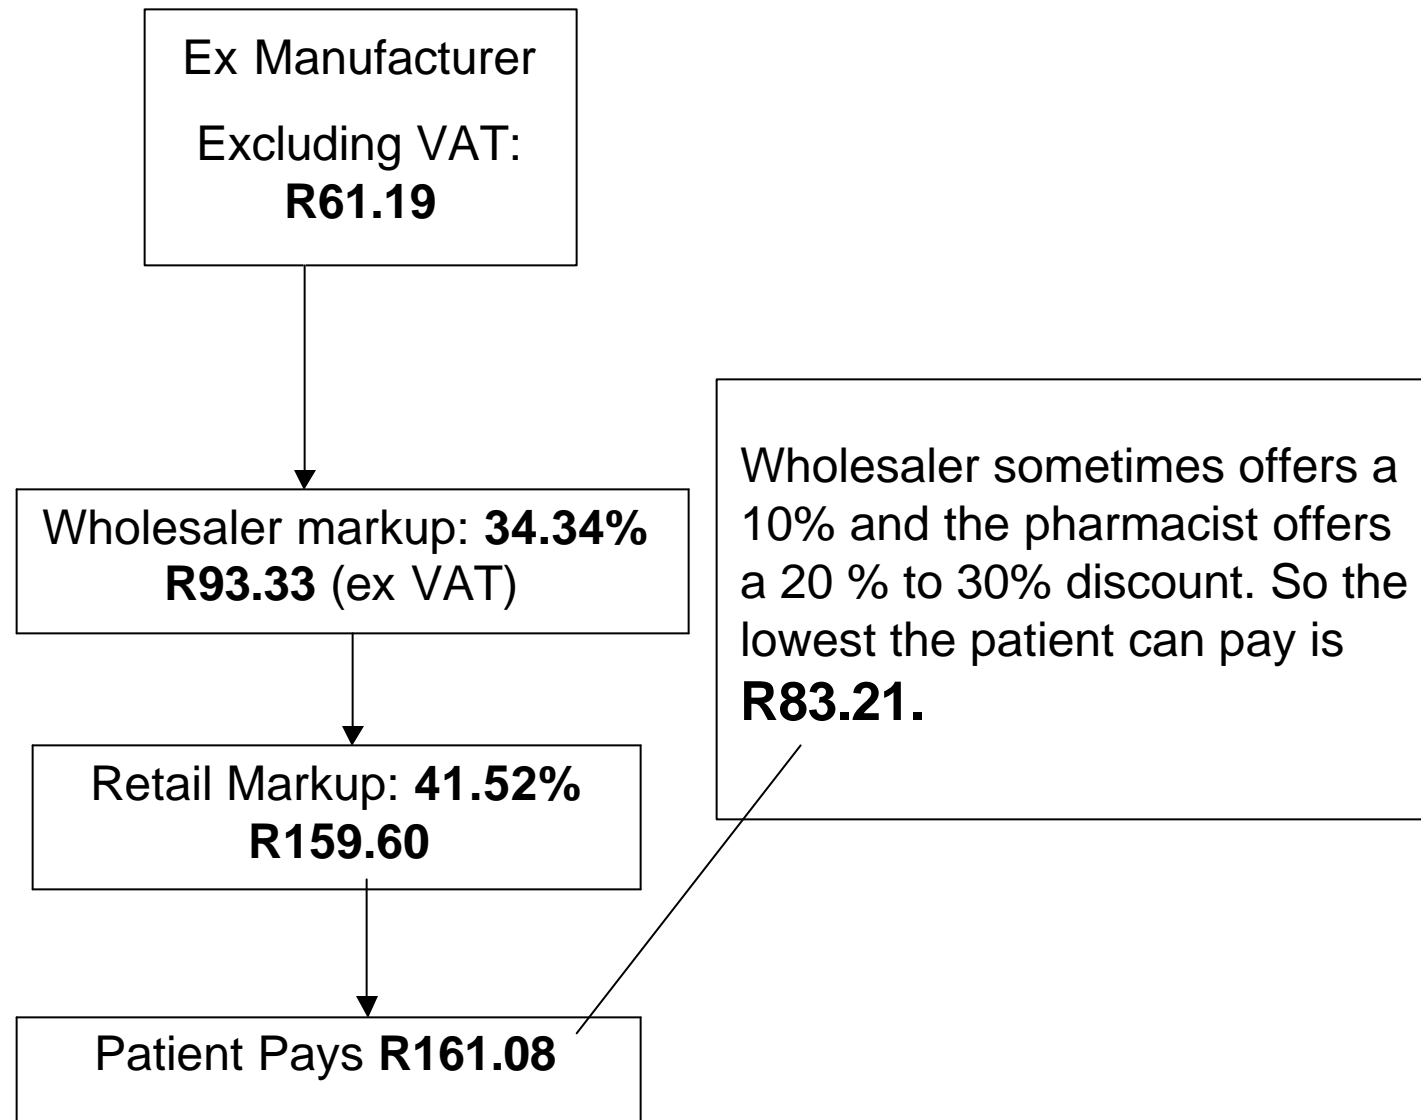 Ex Manufacturer
Excluding VAT:
R61.19
Wholesaler markup: 34.34%
R93.33 (ex VAT)
Retail Markup: 41.52%
R159.60
Patient Pays R161.08
Wholesaler sometimes offers a
10% and the pharmacist offers
a 20 % to 30% discount. So the
lowest the patient can pay is
R83.21.